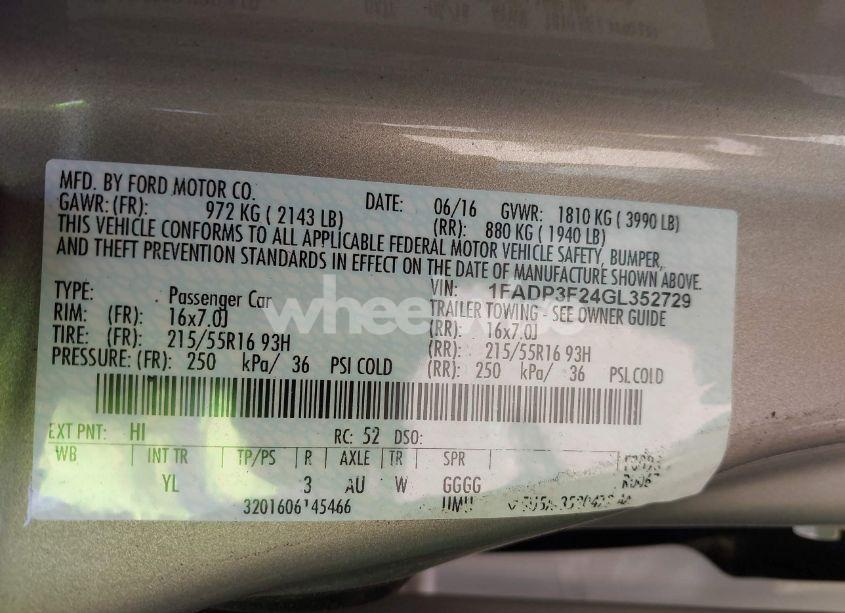 MFD. BY FORD MOTOR CO.
DATE: 06/16 GVWR: 1810 KG ( 3990 LB)
GAWR: (FR): 972 KG ( 2143 LB) (RR): 880 KG ( 1940 LB)
THIS VEHICLE CONFORMS TO ALL APPLICABLE FEDERAL MOTOR VEHICLE SAFETY, BUMPER,
AND THEFT PREVENTION STANDARDS IN EFFECT ON THE DATE OF MANUFACTURE SHOWN ABOVE.
VIN: 1FADP3F24GL352729
TYPE: Passenger Car TRAILER TOWING - SEE OWNER GUIDE
RIM: (FR): 16x7.0J (RR): 16x7.0J
TIRE: (FR): 215/55R16 93H (RR): 215/55R16 93H
PRESSURE: (FR): 250 kPa/ 36 PSI COLD (RR): 250 kPa/ 36 PSI COLD
EXT PNT: HI RC: 52 DSO:
WB INT TR TP/PS R AXLE TR SPR
YL 3 AU W GGGG
3201606145466